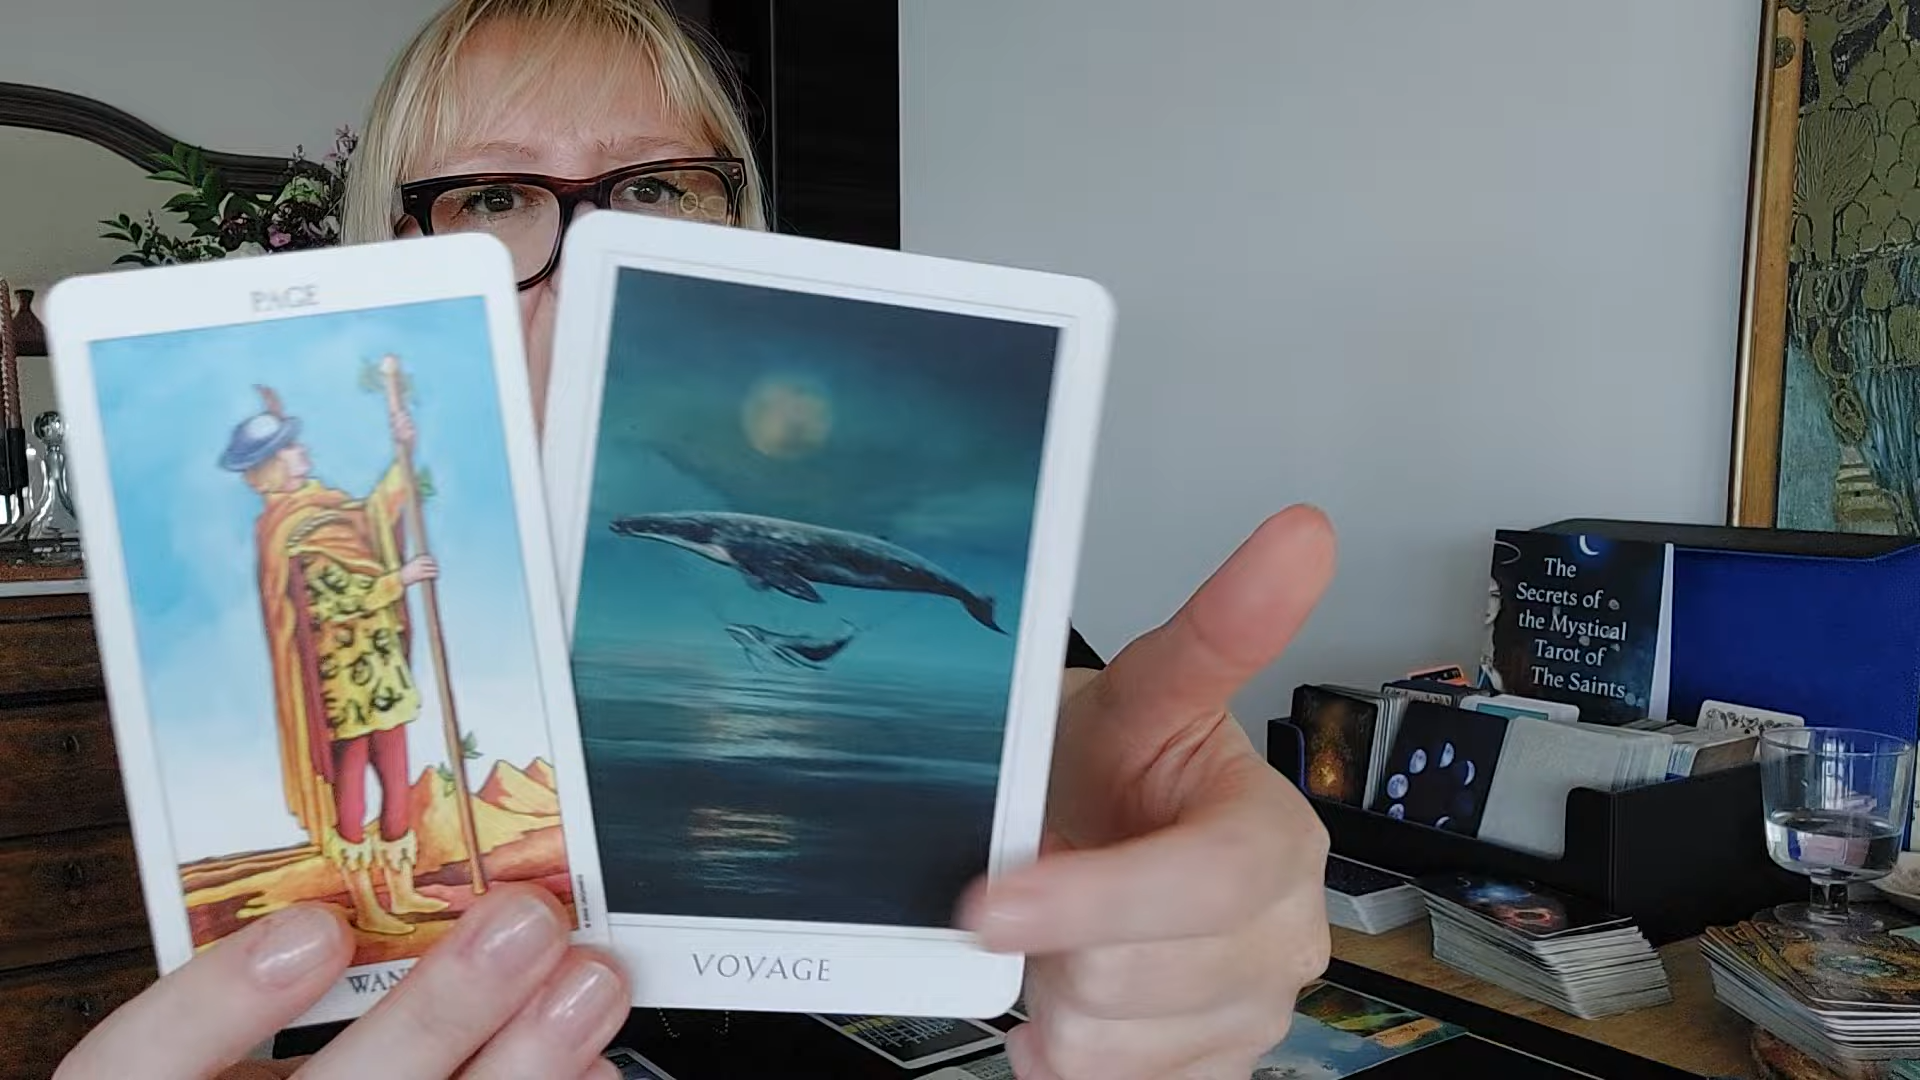 PAGE
VOYAGE
The
Secrets of
the Mystical
Tarot of
The Saints